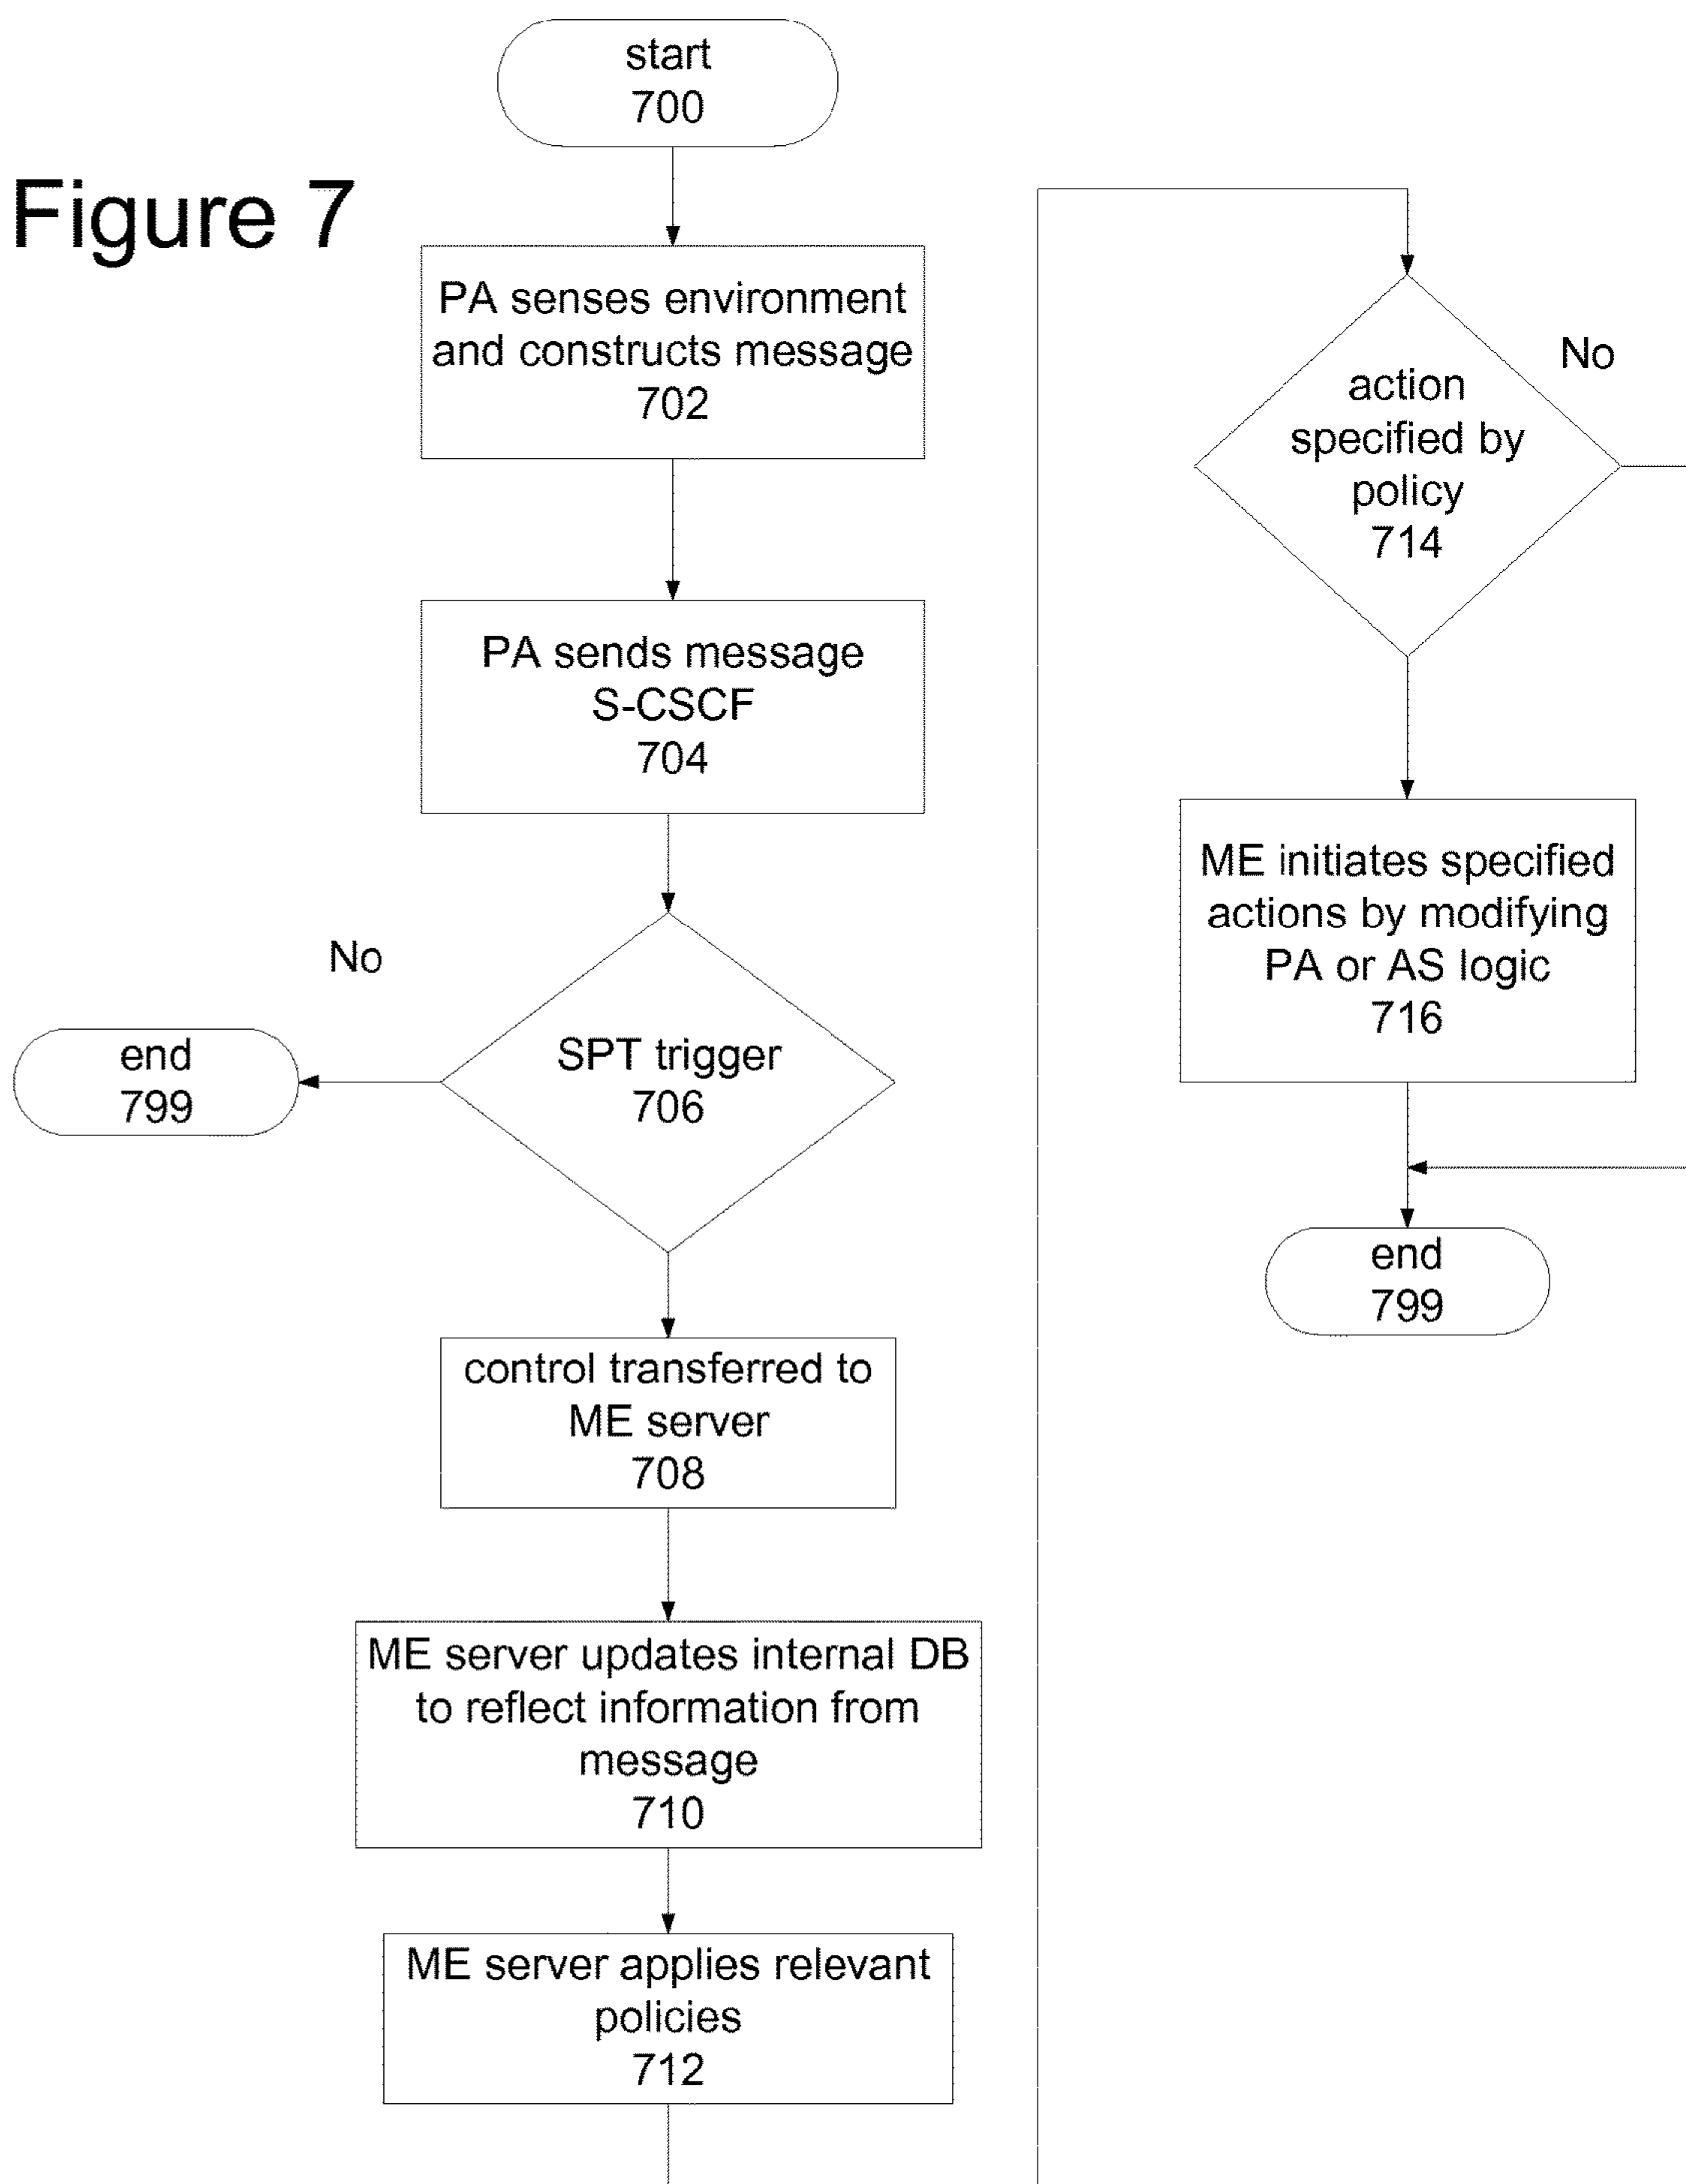 Figure 7
start
700
PA senses environment
and constructs message
702
PA sends message
S-CSCF
704
No
SPT trigger
706
end
799
control transferred to
ME server
708
ME server updates internal DB
to reflect information from
message
710
ME server applies relevant
policies
712
No
action
specified by
policy
714
ME initiates specified
actions by modifying
PA or AS logic
716
end
799